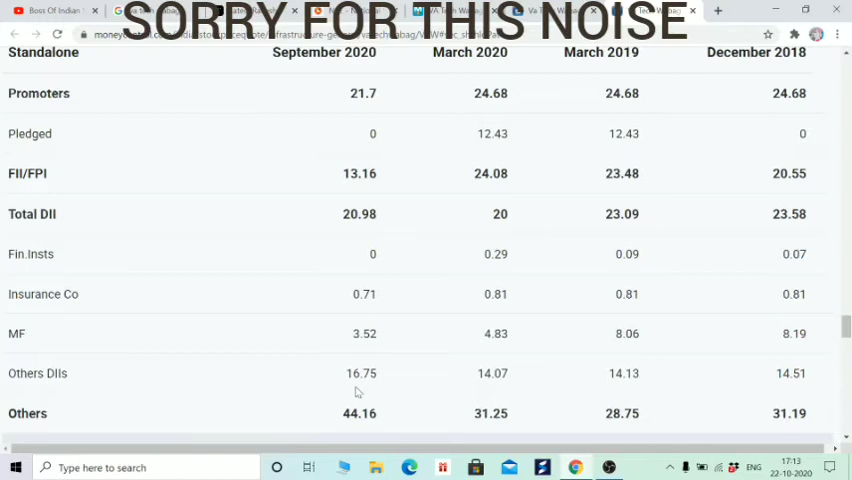 SORRY FOR THIS NOISE
Boss Of Indian
Standalone September 2020 March 2020 March 2019 December 2018
Promoters 21.7 24.68 24.68 24.68
Pledged 0 12.43 12.43 0
FII/FPI 13.16 24.08 23.48 20.55
Total DII 20.98 20 23.09 23.58
Fin.Insts 0 0.29 0.09 0.07
Insurance Co 0.71 0.81 0.81 0.81
MF 3.52 4.83 8.06 8.19
Others DIIs 16.75 14.07 14.13 14.51
Others 44.16 31.25 28.75 31.19
Type here to search
ENG
17:13
22-10-2020